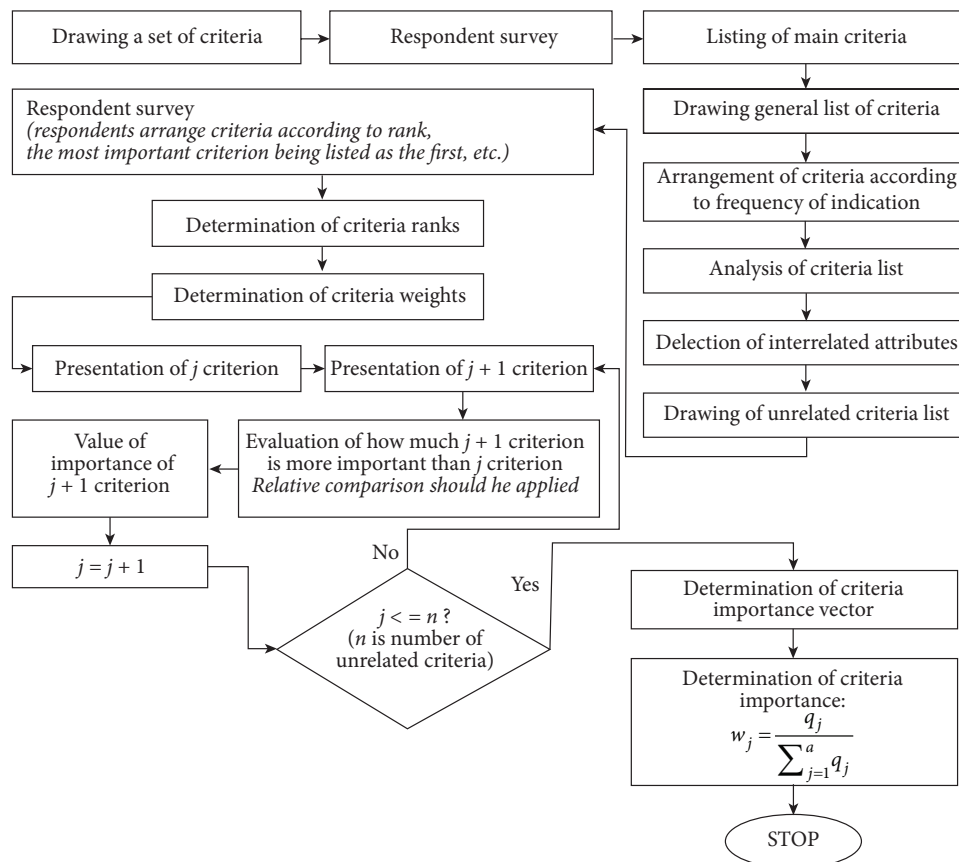 Drawing a set of criteria
Respondent survey
Listing of main criteria
Drawing general list of criteria
Arrangement of criteria according
to frequency of indication
Analysis of criteria list
Delection of interrelated attributes
Drawing of unrelated criteria list
Respondent survey
(respondents arrange criteria according to rank,
the most important criterion being listed as the first, etc.)
Determination of criteria ranks
Determination of criteria weights
Presentation of j criterion
Presentation of j + 1 criterion
Evaluation of how much j + 1 criterion
is more important than j criterion
Relative comparison should he applied
Value of
importance of
j + 1 criterion
j = j + 1
j < = n ?
(n is number of
unrelated criteria)
No
Yes
Determination of criteria
importance vector
Determination of criteria
importance:
w_j = q_j / ∑_{j=1}^{a} q_j
STOP